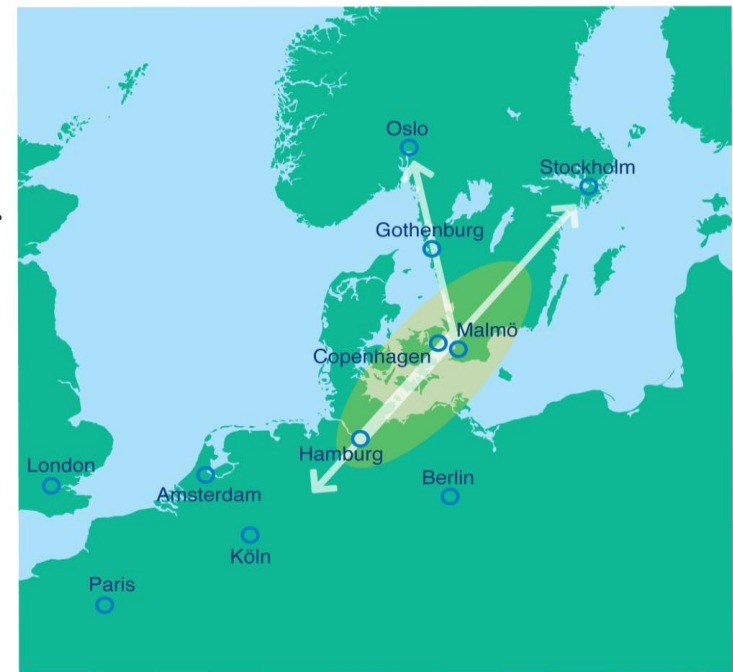 Oslo
Stockholm
Gothenburg
Malmö
Copenhagen
Hamburg
London
Berlin
Amsterdam
Köln
Paris